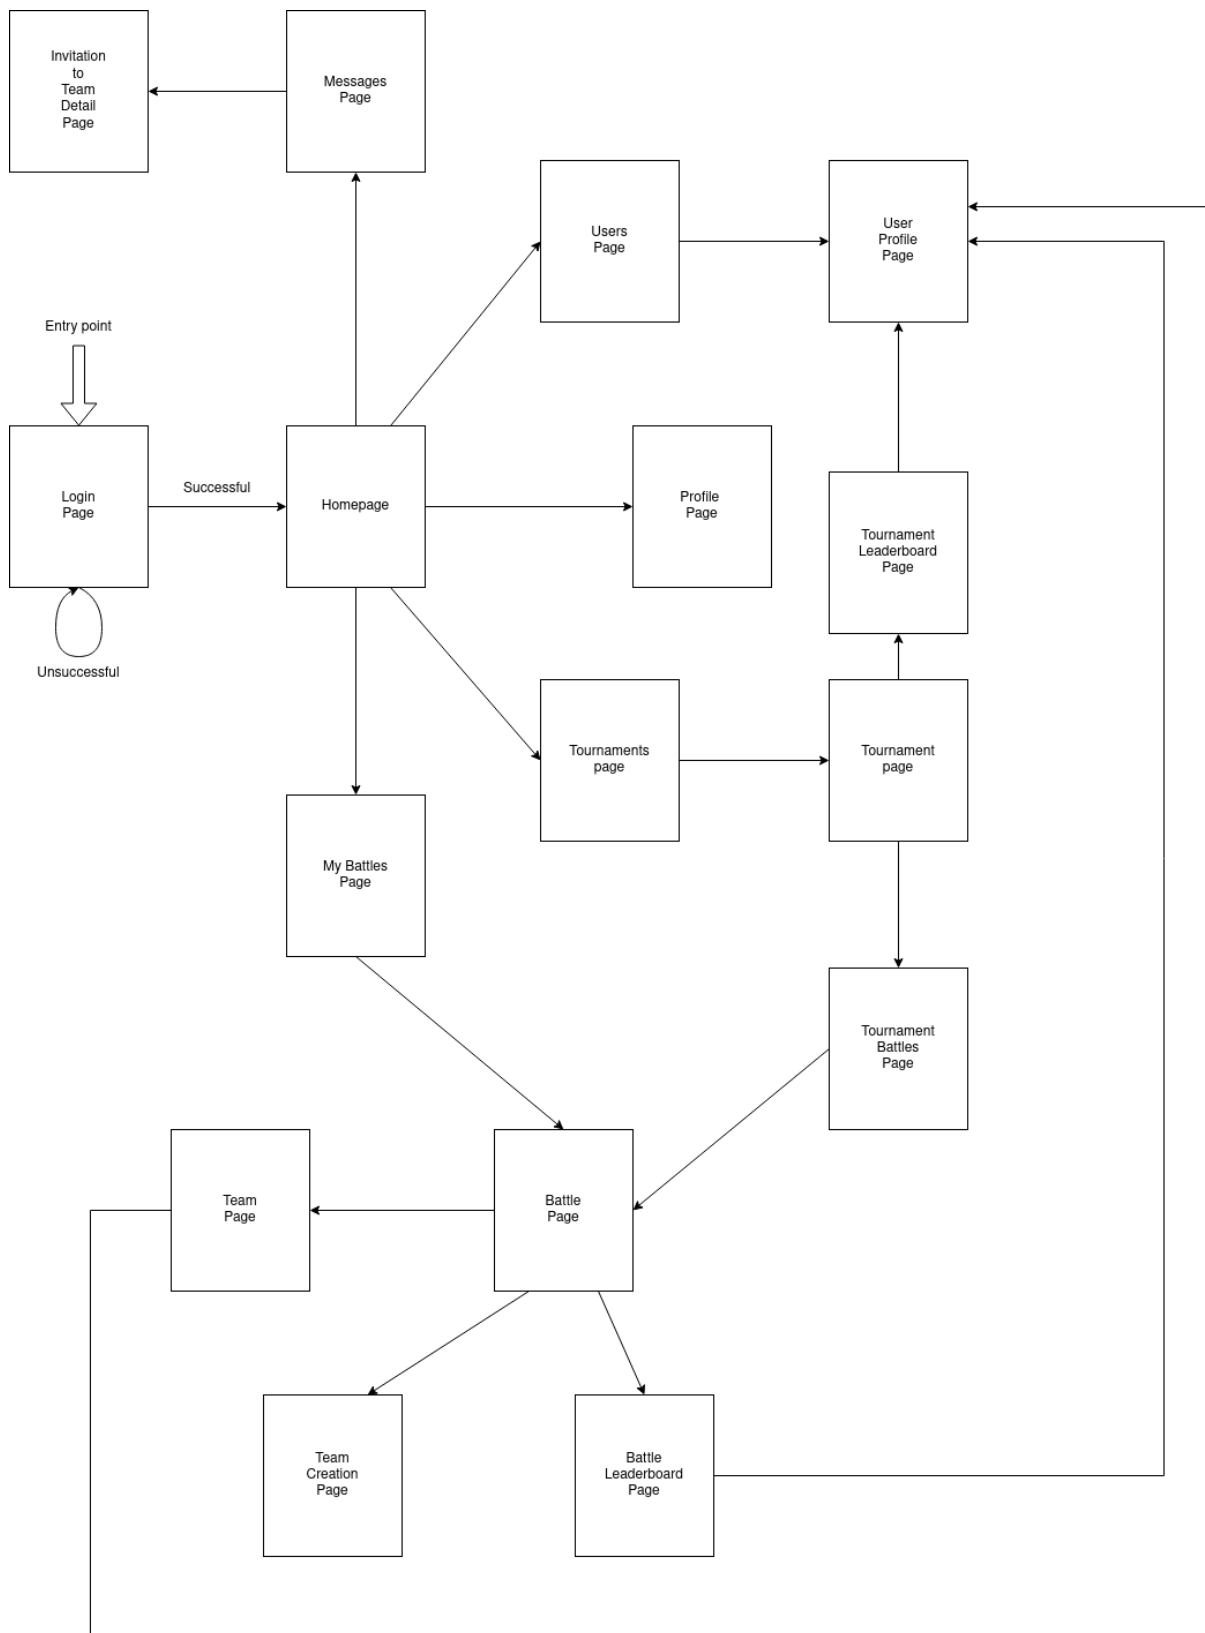 Invitation
to
Team
Detail
Page
Messages
Page
Users
Page
User
Profile
Page
Entry point
Login
Page
Successful
Homepage
Profile
Page
Tournament
Leaderboard
Page
Unsuccessful
Tournaments
page
Tournament
page
My Battles
Page
Tournament
Battles
Page
Team
Page
Battle
Page
Team
Creation
Page
Battle
Leaderboard
Page